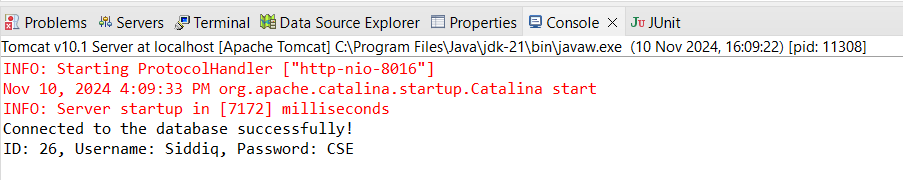 Problems Servers Terminal Data Source Explorer Properties Console JUnit
Tomcat v10.1 Server at localhost [Apache Tomcat] C:\Program Files\Java\jdk-21\bin\javaw.exe (10 Nov 2024, 16:09:22) [pid: 11308]
INFO: Starting ProtocolHandler ["http-nio-8016"]
Nov 10, 2024 4:09:33 PM org.apache.catalina.startup.Catalina start
INFO: Server startup in [7172] milliseconds
Connected to the database successfully!
ID: 26, Username: Siddiq, Password: CSE